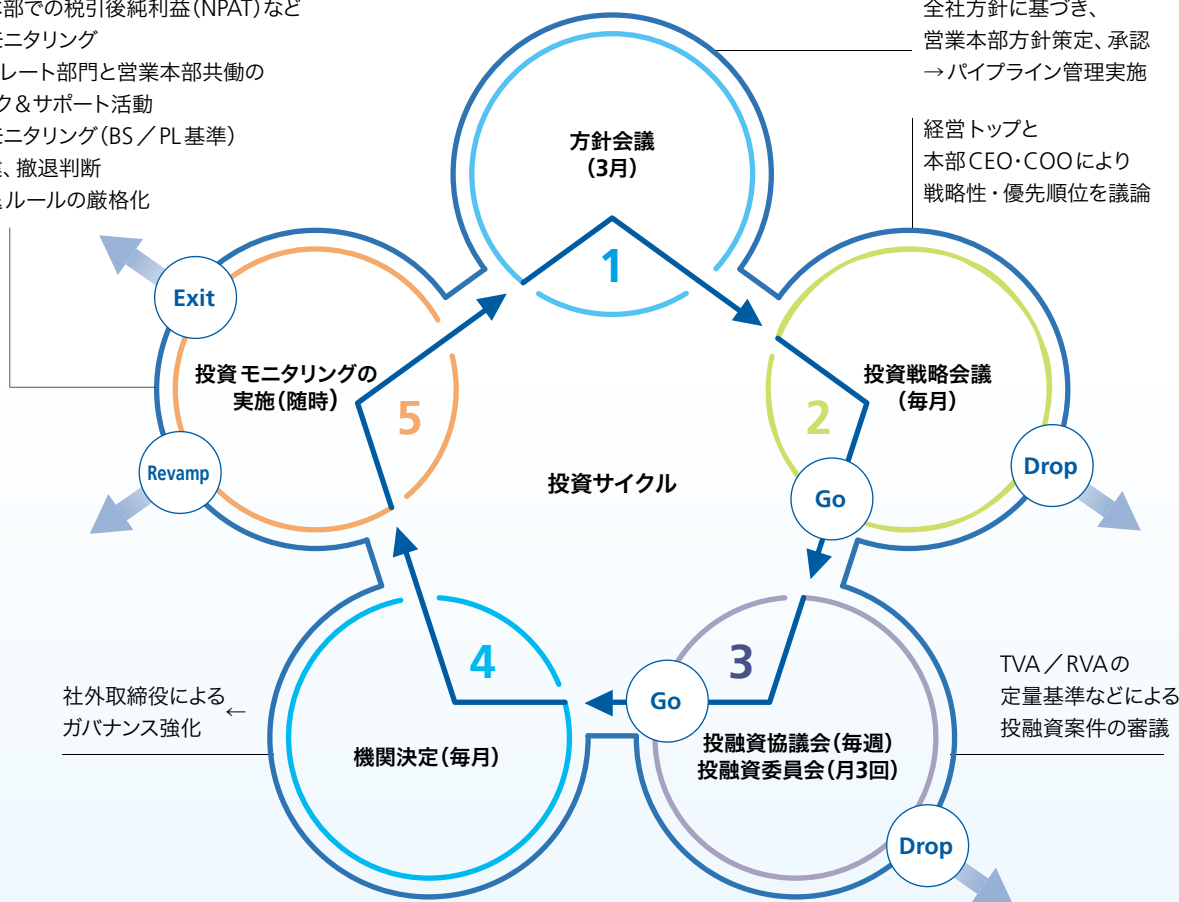 本部での税引後純利益(NPAT)など
モニタリング
レート部門と営業本部共働の
ク&サポート活動
モニタリング(BS/PL基準)
、撤退判断
ルールの厳格化
全社方針に基づき、
営業本部方針策定、承認
→パイプライン管理実施
経営トップと
本部CEO・COOにより
戦略性・優先順位を議論
方針会議
(3月)
1
Exit
投資モニタリングの
実施(随時)
5
Revamp
投資戦略会議
(毎月)
2
Go
Drop
投資サイクル
社外取締役による
ガバナンス強化
←
4
機関決定(毎月)
Go
3
投融資協議会(毎週)
投融資委員会(月3回)
Drop
TVA/RVAの
定量基準などによる
投融資案件の審議